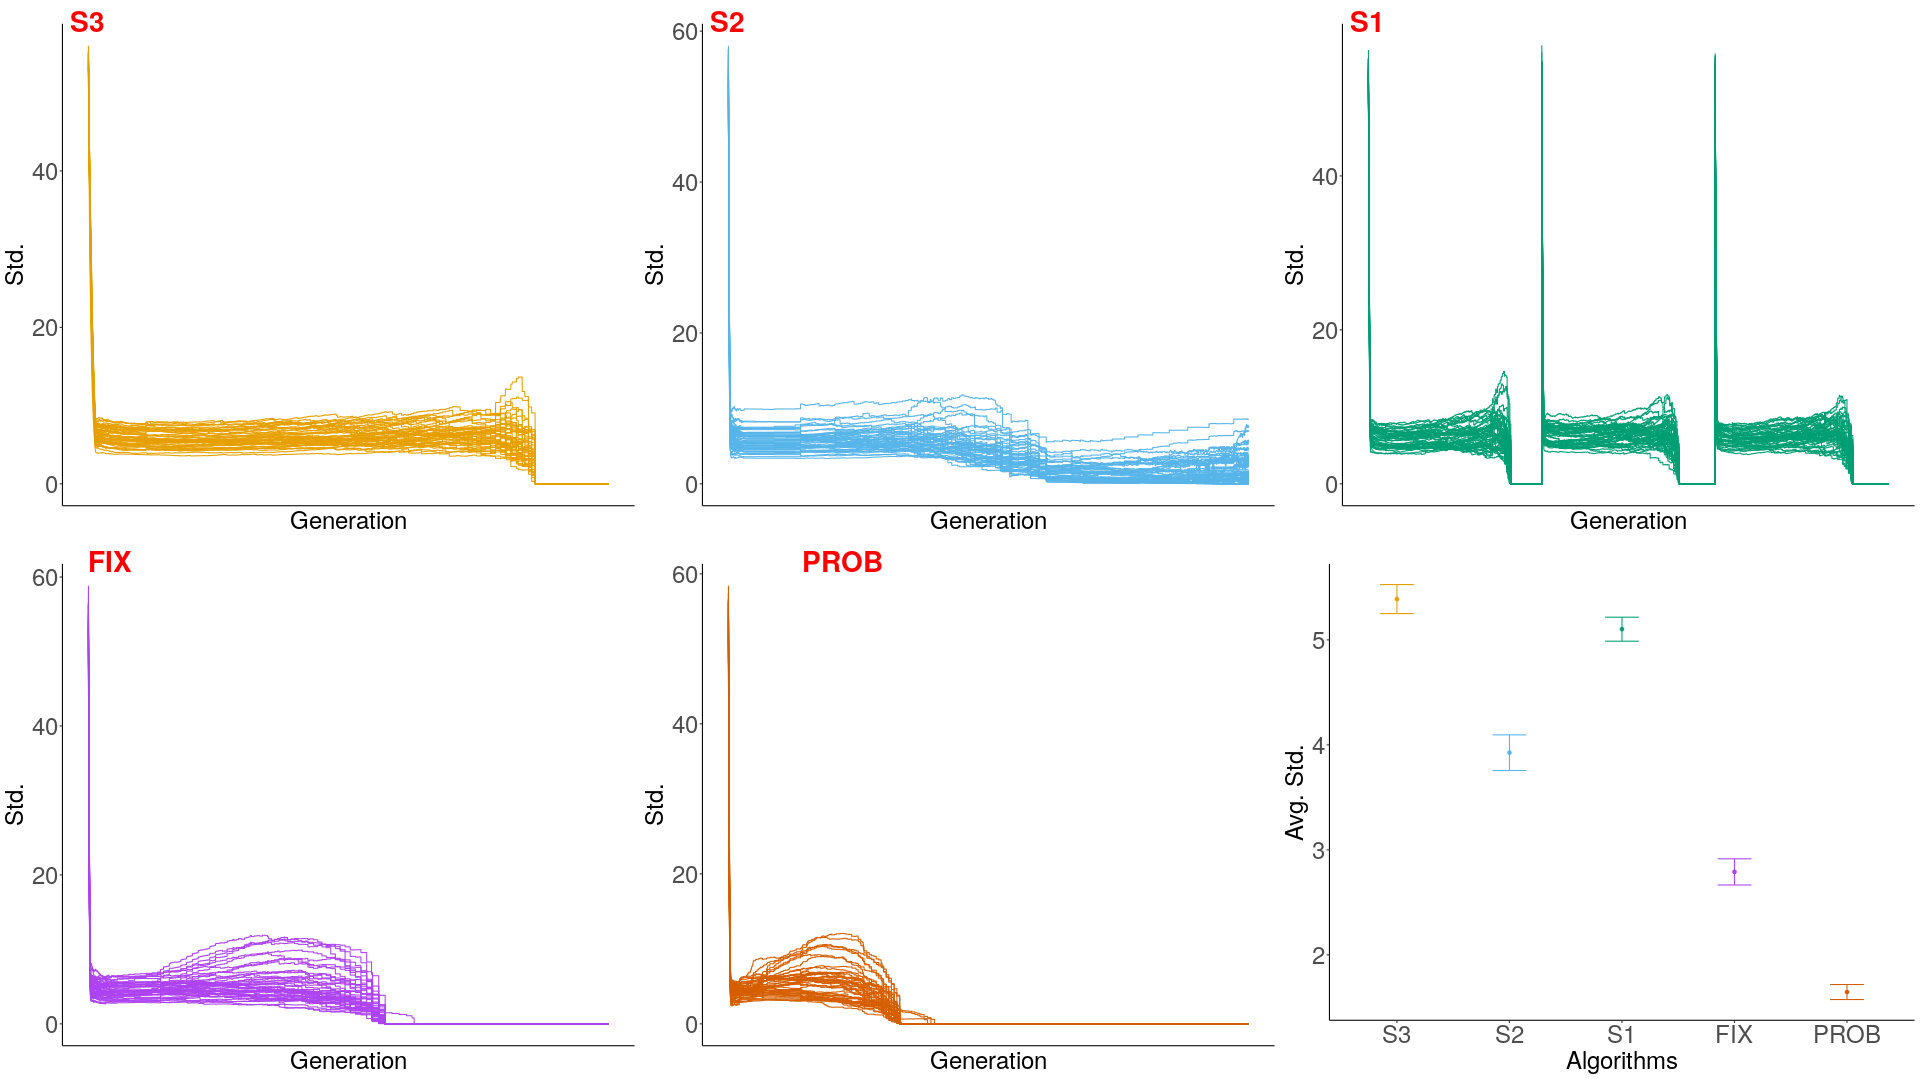 S3
40
20
0
Std.
Generation
S2
60
40
20
0
Std.
Generation
S1
40
20
0
Std.
Generation
FIX
60
40
20
0
Std.
Generation
PROB
60
40
20
0
Std.
Generation
5
4
3
2
Avg. Std.
S3 S2 S1 FIX PROB
Algorithms